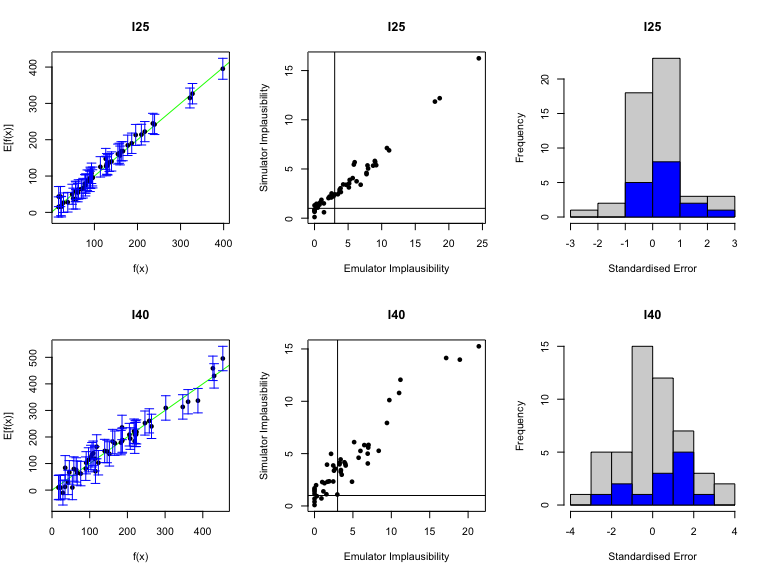 I25
E[f(x)]
400
300
200
100
0
100 200 300 400
f(x)
I25
Simulator Implausibility
15
10
5
0
0 5 10 15 20 25
Emulator Implausibility
I25
Frequency
20
15
10
5
0
-3 -2 -1 0 1 2 3
Standardised Error
I40
E[f(x)]
500
400
300
200
100
0
0 100 200 300 400
f(x)
I40
Simulator Implausibility
15
10
5
0
0 5 10 15 20
Emulator Implausibility
I40
Frequency
15
10
5
0
-4 -2 0 2 4
Standardised Error